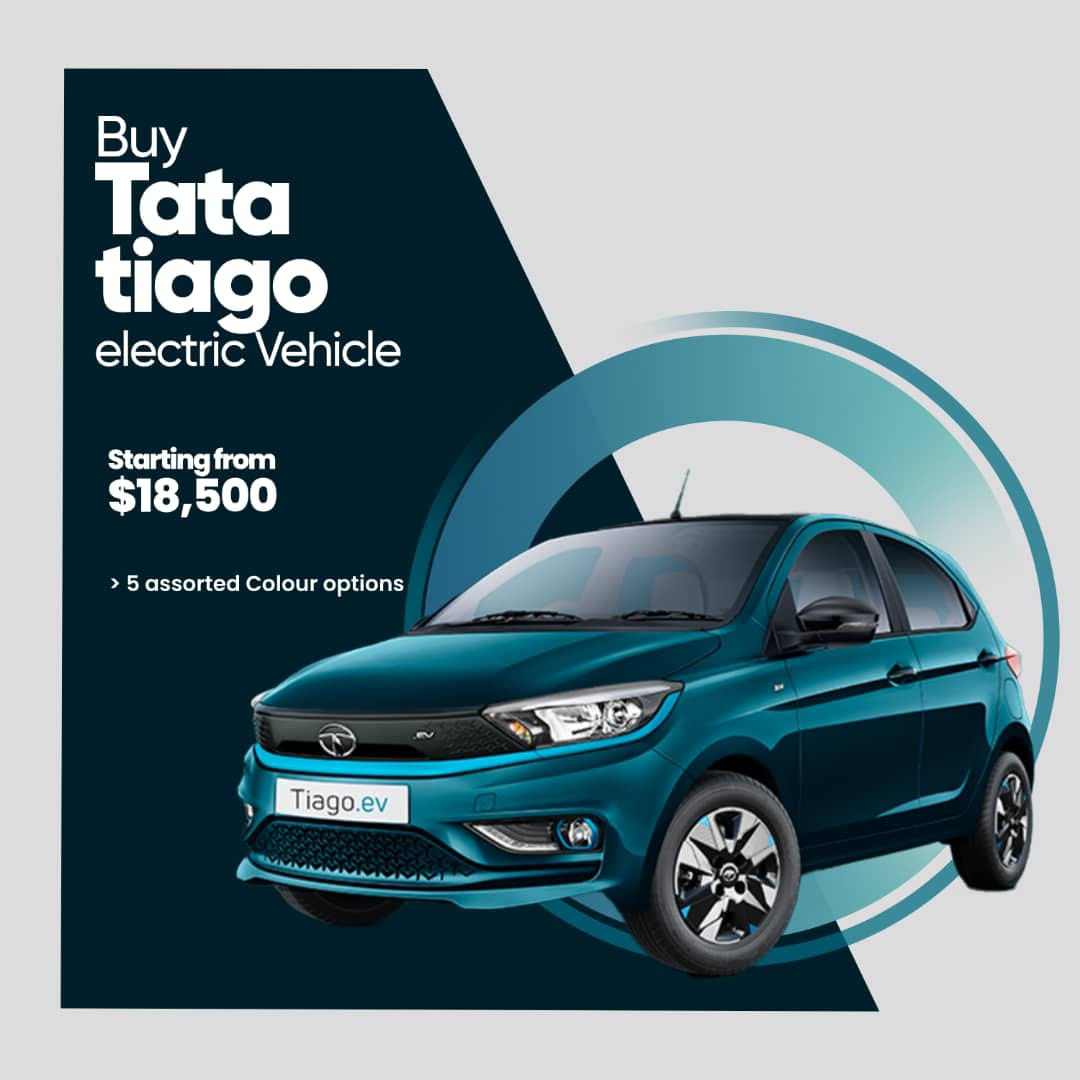 Buy
Tata
tiago
electric Vehicle
Starting from
$18,500
> 5 assorted Colour options
EV
Tiago.ev